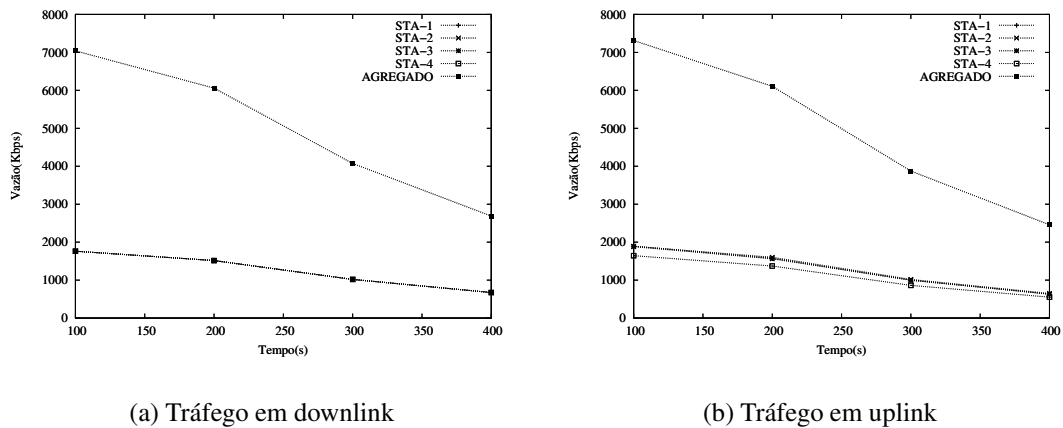 8000
7000
6000
5000
4000
3000
2000
1000
0
Vazão(Kbps)
STA-1
STA-2
STA-3
STA-4
AGREGADO
100 150 200 250 300 350 400
Tempo(s)
(a) Tráfego em downlink
8000
7000
6000
5000
4000
3000
2000
1000
0
Vazão(Kbps)
STA-1
STA-2
STA-3
STA-4
AGREGADO
100 150 200 250 300 350 400
Tempo(s)
(b) Tráfego em uplink